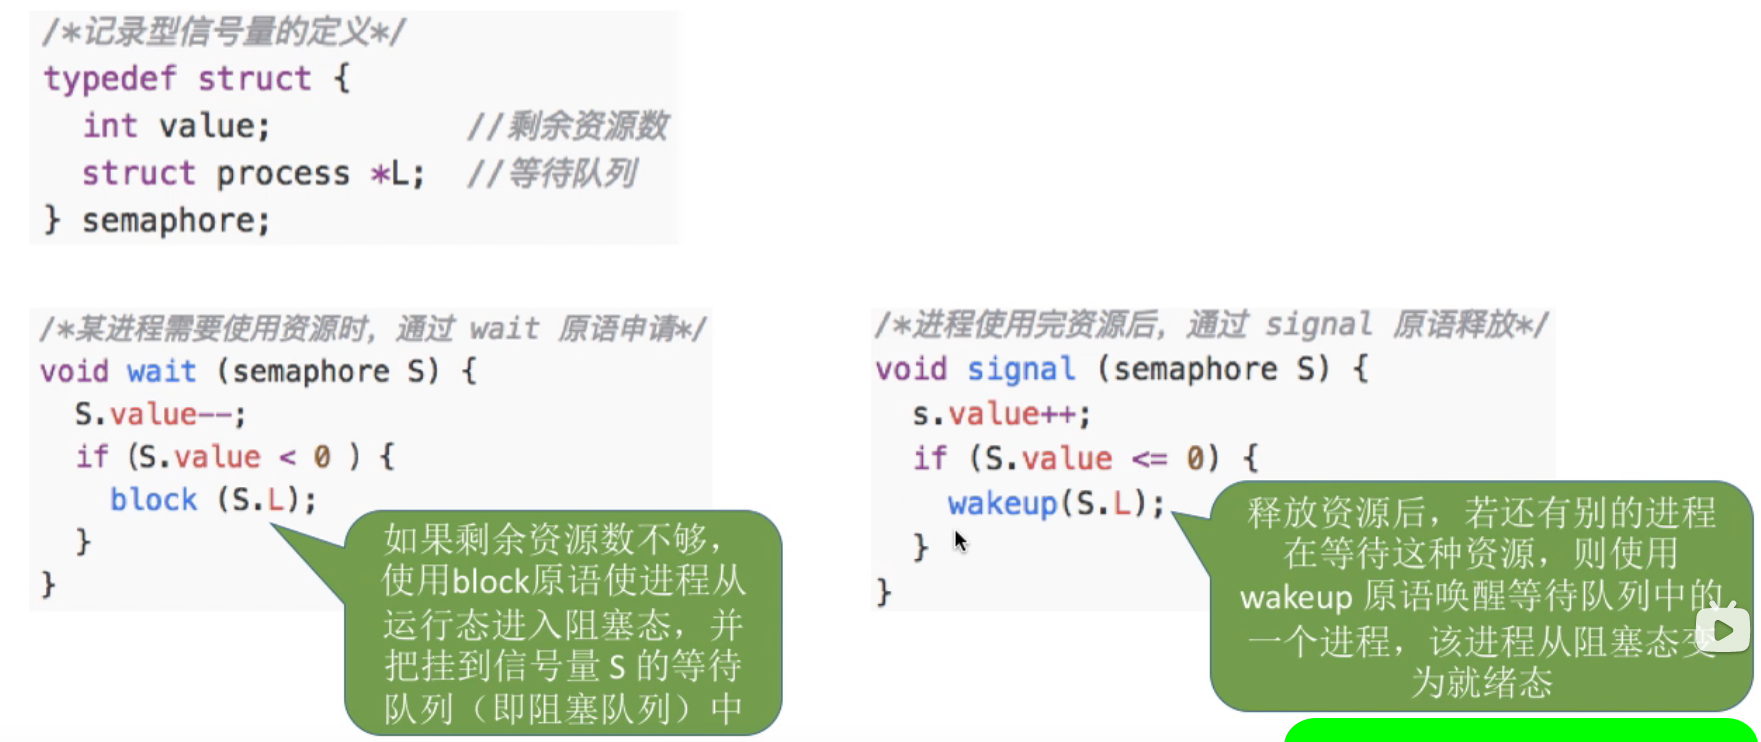 /*记录型信号量的定义*/
typedef struct {
int value; //剩余资源数
struct process *L; //等待队列
} semaphore;
/*某进程需要使用资源时，通过 wait 原语申请*/
void wait (semaphore S) {
S.value--;
if (S.value < 0 ) {
block (S.L);
}
}
如果剩余资源数不够，
使用block原语使进程从
运行态进入阻塞态，并
把挂到信号量 S 的等待
队列（即阻塞队列）中
/*进程使用完资源后，通过 signal 原语释放*/
void signal (semaphore S) {
s.value++;
if (S.value <= 0) {
wakeup(S.L);
}
}
释放资源后，若还有别的进程
在等待这种资源，则使用
wakeup 原语唤醒等待队列中的
一个进程，该进程从阻塞态变
为就绪态